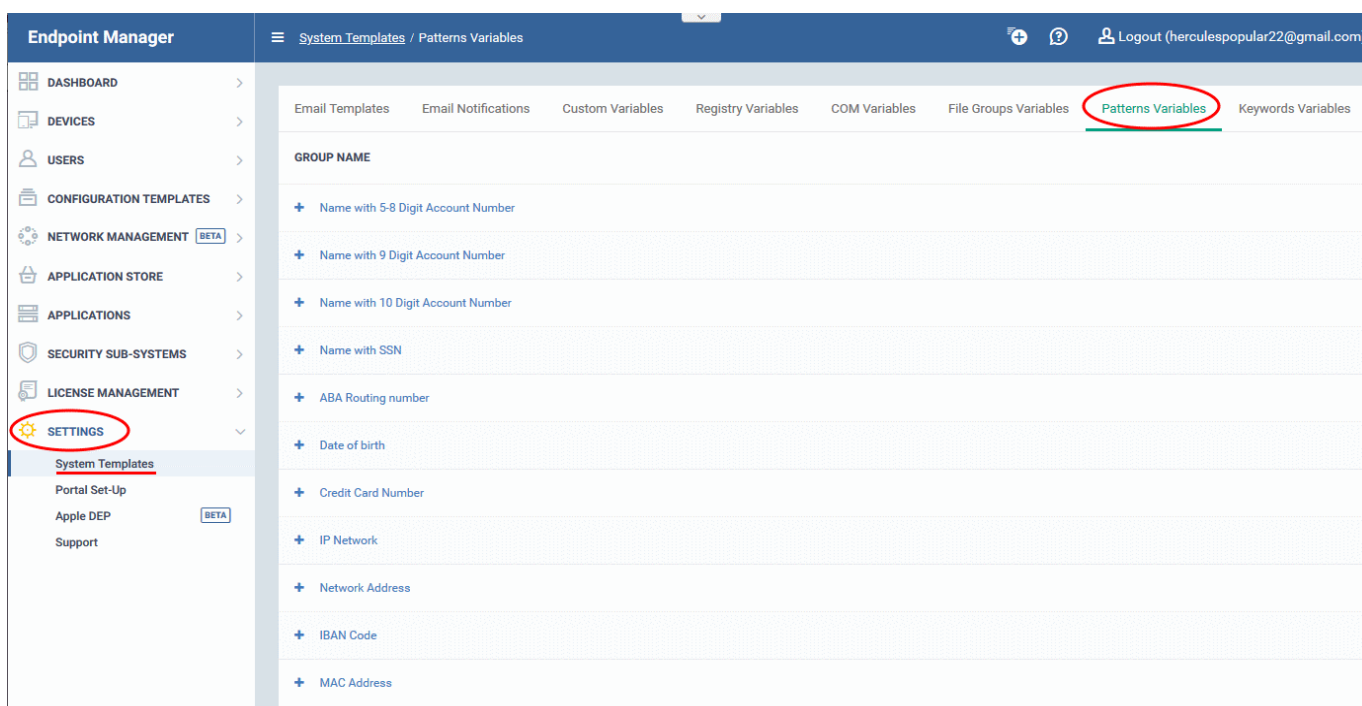 Endpoint Manager
System Templates / Patterns Variables
Logout (herculespopular22@gmail.com
DASHBOARD
DEVICES
USERS
CONFIGURATION TEMPLATES
NETWORK MANAGEMENT BETA
APPLICATION STORE
APPLICATIONS
SECURITY SUB-SYSTEMS
LICENSE MANAGEMENT
SETTINGS
System Templates
Portal Set-Up
Apple DEP BETA
Support
Email Templates Email Notifications Custom Variables Registry Variables COM Variables File Groups Variables Patterns Variables Keywords Variables
GROUP NAME
+ Name with 5-8 Digit Account Number
+ Name with 9 Digit Account Number
+ Name with 10 Digit Account Number
+ Name with SSN
+ ABA Routing number
+ Date of birth
+ Credit Card Number
+ IP Network
+ Network Address
+ IBAN Code
+ MAC Address